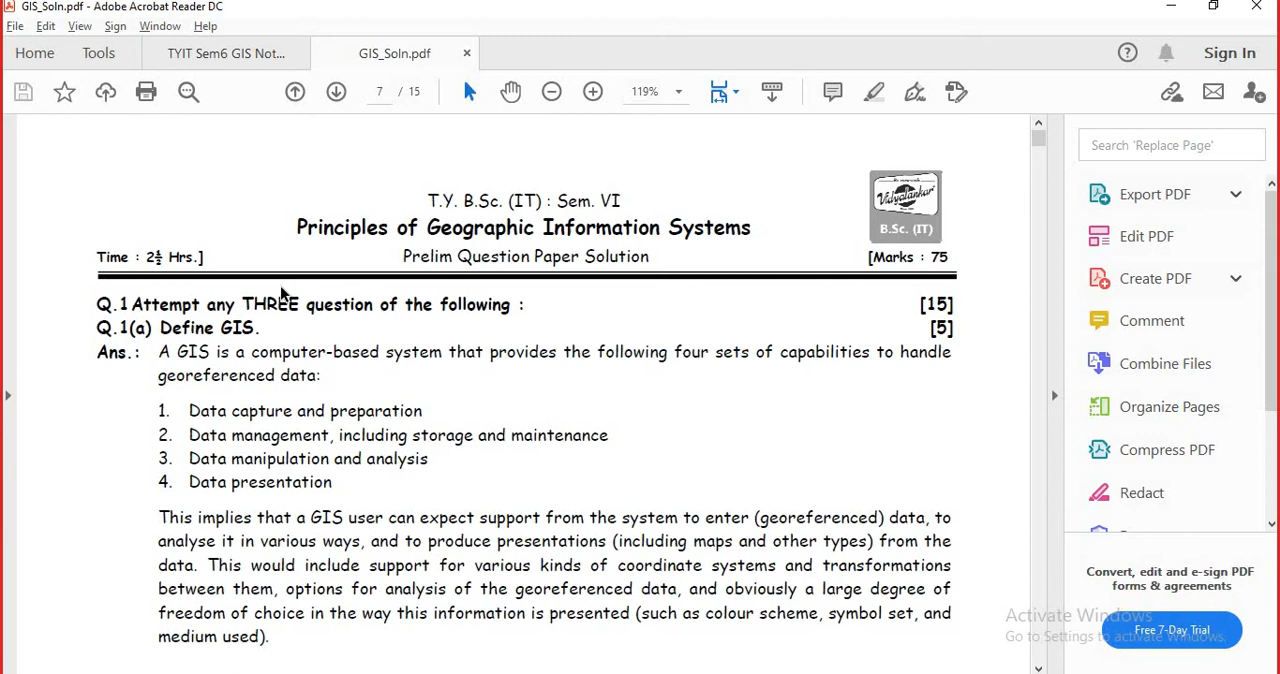 GIS_Soln.pdf - Adobe Acrobat Reader DC
File Edit View Sign Window Help
Home Tools TYIT Sem6 GIS Not... GIS_Soln.pdf × Sign In
7 / 15 119%
Search 'Replace Page'
Export PDF
Edit PDF
Create PDF
Comment
Combine Files
Organize Pages
Compress PDF
Redact
Convert, edit and e-sign PDF
forms & agreements
Free 7-Day Trial
Activate Windows
Go to Settings to activate Windows.
T.Y. B.Sc. (IT) : Sem. VI
Principles of Geographic Information Systems
Vidyalankar
B.Sc. (IT)
Time : 2½ Hrs.] Prelim Question Paper Solution [Marks : 75
Q.1 Attempt any THREE question of the following : [15]
Q.1(a) Define GIS. [5]
Ans.: A GIS is a computer-based system that provides the following four sets of capabilities to handle
georeferenced data:
1. Data capture and preparation
2. Data management, including storage and maintenance
3. Data manipulation and analysis
4. Data presentation
This implies that a GIS user can expect support from the system to enter (georeferenced) data, to
analyse it in various ways, and to produce presentations (including maps and other types) from the
data. This would include support for various kinds of coordinate systems and transformations
between them, options for analysis of the georeferenced data, and obviously a large degree of
freedom of choice in the way this information is presented (such as colour scheme, symbol set, and
medium used).